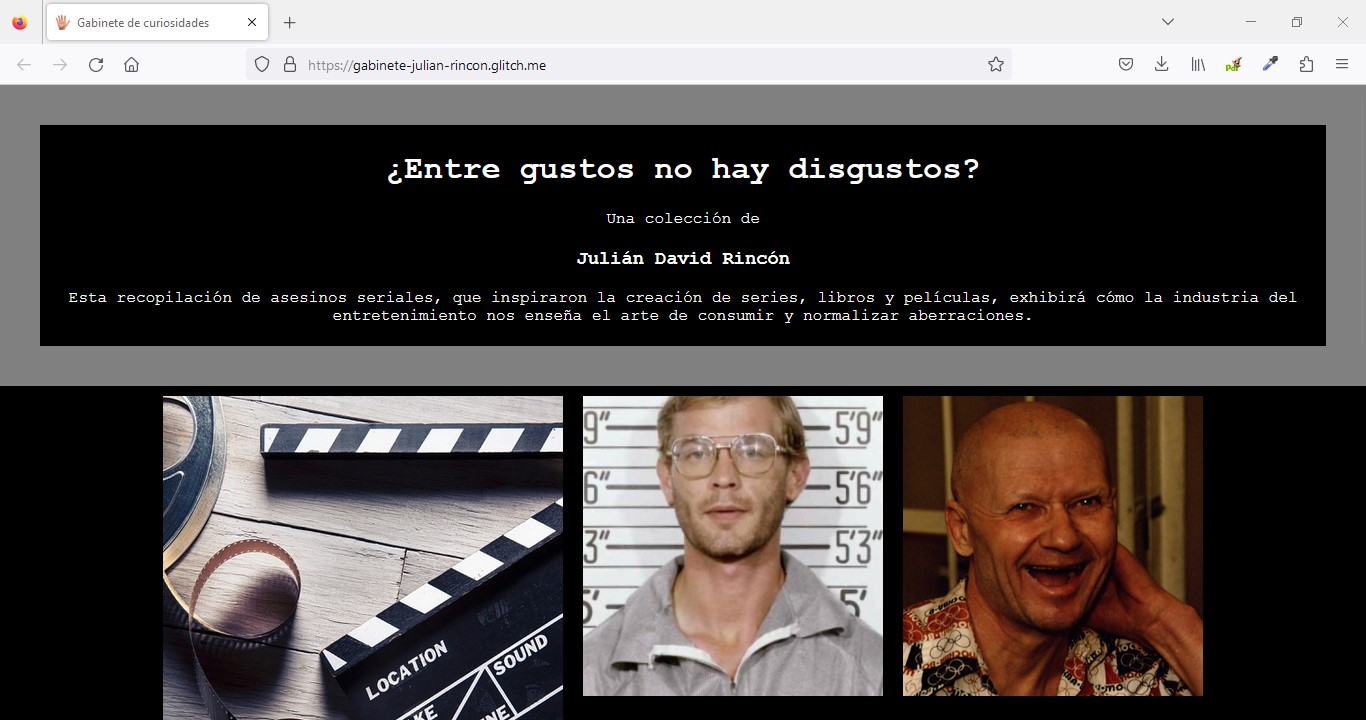 Gabinete de curiosidades
https://gabinete-julian-rincon.glitch.me
pdf
¿Entre gustos no hay disgustos?
Una colección de
Julián David Rincón
Esta recopilación de asesinos seriales, que inspiraron la creación de series, libros y películas, exhibirá cómo la industria del
entretenimiento nos enseña el arte de consumir y normalizar aberraciones.
9" 5'9"
6" 5'6"
3" 5'3"
5' 5'
LOCATION
SOUND